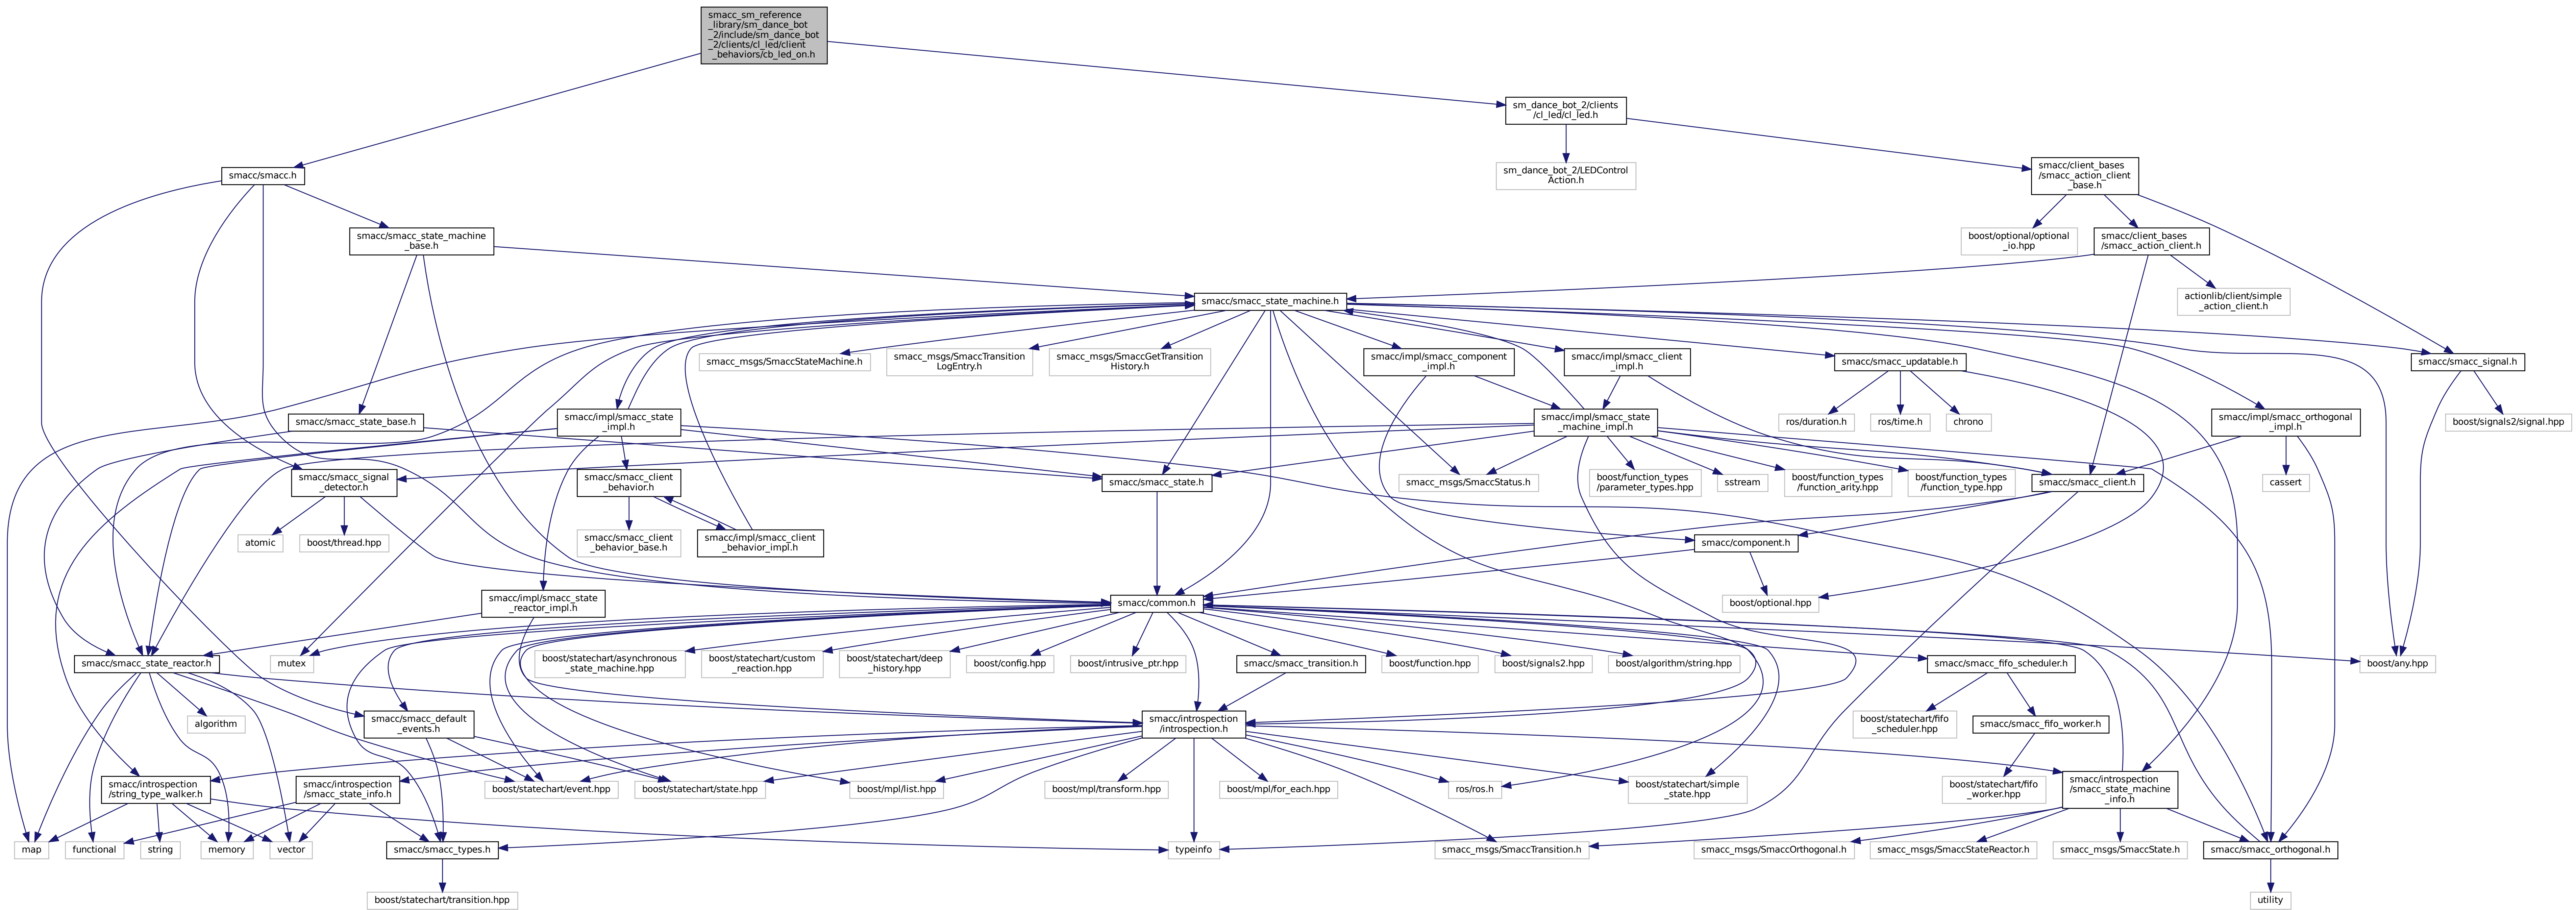 smacc_sm_reference
_library/sm_dance_bot
_2/include/sm_dance_bot
_2/clients/cl_led/client
_behaviors/cb_led_on.h
sm_dance_bot_2/clients
/cl_led/cl_led.h
smacc/smacc.h
sm_dance_bot_2/LEDControl
Action.h
smacc/client_bases
/smacc_action_client
_base.h
smacc/smacc_state_machine
_base.h
boost/optional/optional
_io.hpp
smacc/client_bases
/smacc_action_client.h
smacc/smacc_state_machine.h
actionlib/client/simple
_action_client.h
smacc_msgs/SmaccStateMachine.h
smacc_msgs/SmaccTransition
LogEntry.h
smacc_msgs/SmaccGetTransition
History.h
smacc/impl/smacc_component
_impl.h
smacc/impl/smacc_client
_impl.h
smacc/smacc_updatable.h
smacc/smacc_signal.h
smacc/smacc_state_base.h
smacc/impl/smacc_state
_impl.h
smacc/impl/smacc_state
_machine_impl.h
ros/duration.h
ros/time.h
chrono
smacc/impl/smacc_orthogonal
_impl.h
boost/signals2/signal.hpp
smacc/smacc_signal
_detector.h
smacc/smacc_client
_behavior.h
smacc/smacc_state.h
smacc_msgs/SmaccStatus.h
boost/function_types
/parameter_types.hpp
sstream
boost/function_types
/function_arity.hpp
boost/function_types
/function_type.hpp
smacc/smacc_client.h
cassert
atomic
boost/thread.hpp
smacc/smacc_client
_behavior_base.h
smacc/impl/smacc_client
_behavior_impl.h
smacc/component.h
smacc/impl/smacc_state
_reactor_impl.h
smacc/common.h
boost/optional.hpp
smacc/smacc_state_reactor.h
mutex
boost/statechart/asynchronous
_state_machine.hpp
boost/statechart/custom
_reaction.hpp
boost/statechart/deep
_history.hpp
boost/config.hpp
boost/intrusive_ptr.hpp
smacc/smacc_transition.h
boost/function.hpp
boost/signals2.hpp
boost/algorithm/string.hpp
smacc/smacc_fifo_scheduler.h
boost/any.hpp
algorithm
smacc/smacc_default
_events.h
smacc/introspection
/introspection.h
boost/statechart/fifo
_scheduler.hpp
smacc/smacc_fifo_worker.h
smacc/introspection
/string_type_walker.h
smacc/introspection
/smacc_state_info.h
boost/statechart/event.hpp
boost/statechart/state.hpp
boost/mpl/list.hpp
boost/mpl/transform.hpp
boost/mpl/for_each.hpp
ros/ros.h
boost/statechart/simple
_state.hpp
boost/statechart/fifo
_worker.hpp
smacc/introspection
/smacc_state_machine
_info.h
map
functional
string
memory
vector
smacc/smacc_types.h
typeinfo
smacc_msgs/SmaccTransition.h
smacc_msgs/SmaccOrthogonal.h
smacc_msgs/SmaccStateReactor.h
smacc_msgs/SmaccState.h
smacc/smacc_orthogonal.h
boost/statechart/transition.hpp
utility